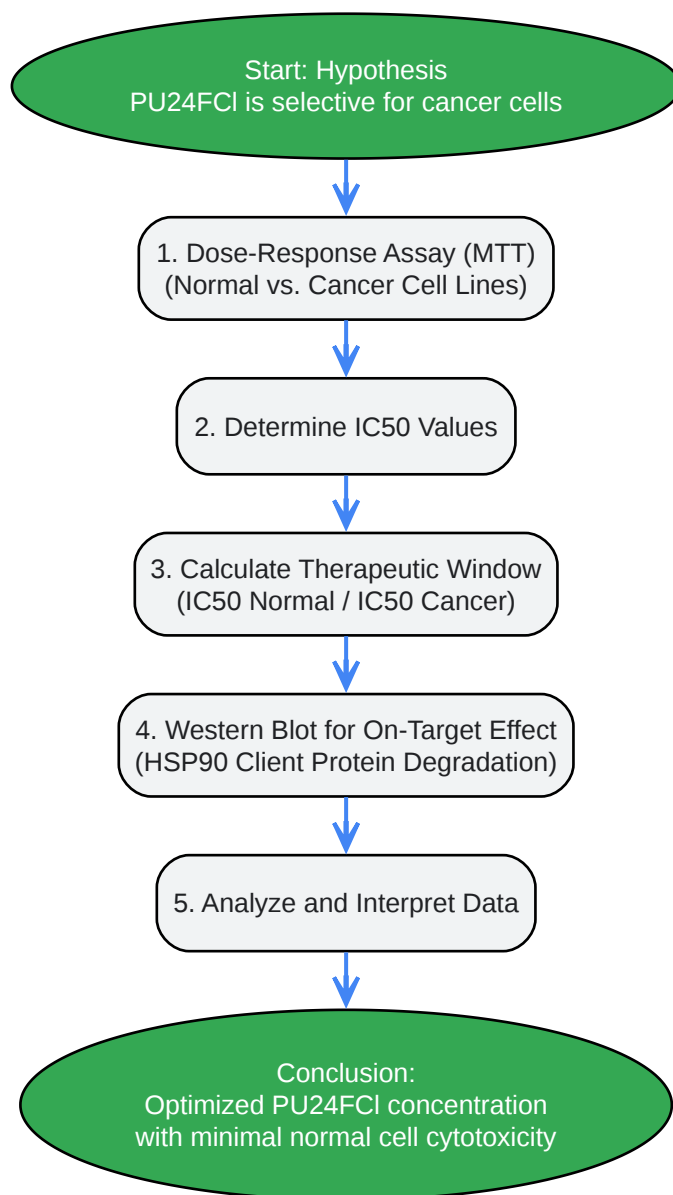 Start: Hypothesis
PU24FCl is selective for cancer cells
1. Dose-Response Assay (MTT)
(Normal vs. Cancer Cell Lines)
2. Determine IC50 Values
3. Calculate Therapeutic Window
(IC50 Normal / IC50 Cancer)
4. Western Blot for On-Target Effect
(HSP90 Client Protein Degradation)
5. Analyze and Interpret Data
Conclusion:
Optimized PU24FCl concentration
with minimal normal cell cytotoxicity